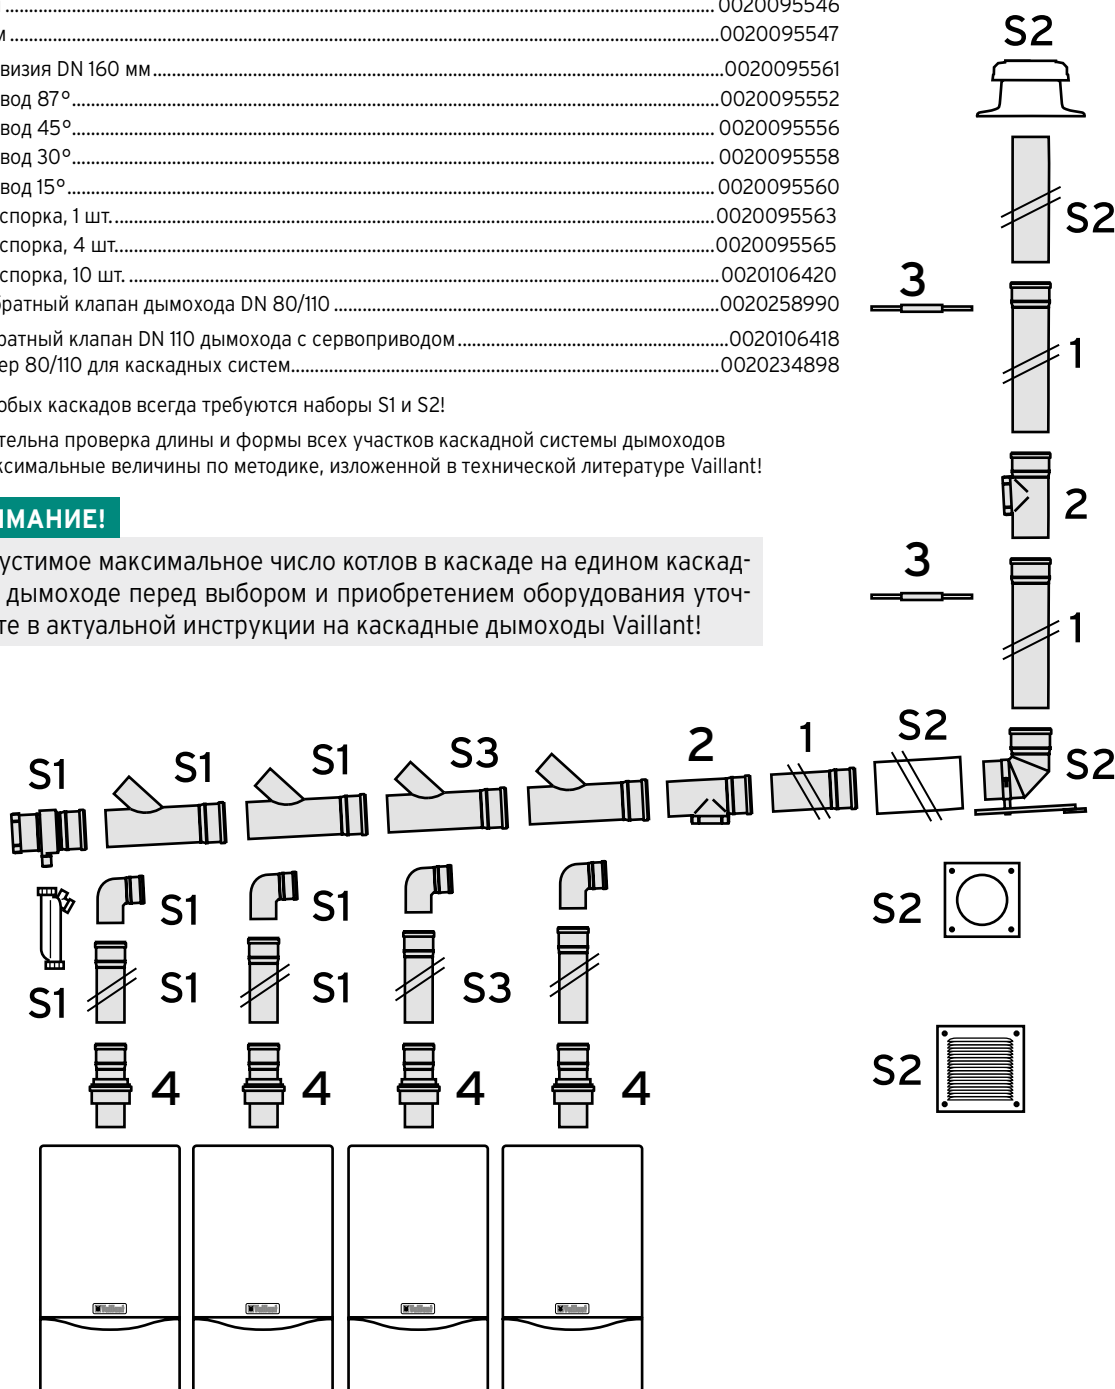 0020095546
м 0020095547
визия DN 160 мм 0020095561
вод 87° 0020095552
вод 45° 0020095556
вод 30° 0020095558
вод 15° 0020095560
спорка, 1 шт. 0020095563
спорка, 4 шт. 0020095565
спорка, 10 шт. 0020106420
братный клапан дымохода DN 80/110 0020258990
ратный клапан DN 110 дымохода с сервоприводом 0020106418
ер 80/110 для каскадных систем 0020234898
обых каскадов всегда требуются наборы S1 и S2!
тельна проверка длины и формы всех участков каскадной системы дымоходов
ксимальные величины по методике, изложенной в технической литературе Vaillant!
ИМАНИЕ!
устимое максимальное число котлов в каскаде на едином каскад-
дымоходе перед выбором и приобретением оборудования уточ-
те в актуальной инструкции на каскадные дымоходы Vaillant!
S2
S2
3
1
2
3
1
S1 S1 S1 S3 2 1 S2 S2
S1 S1 S2
S1 S1 S1 S3
4 4 4 4 S2
Vaillant Vaillant Vaillant Vaillant